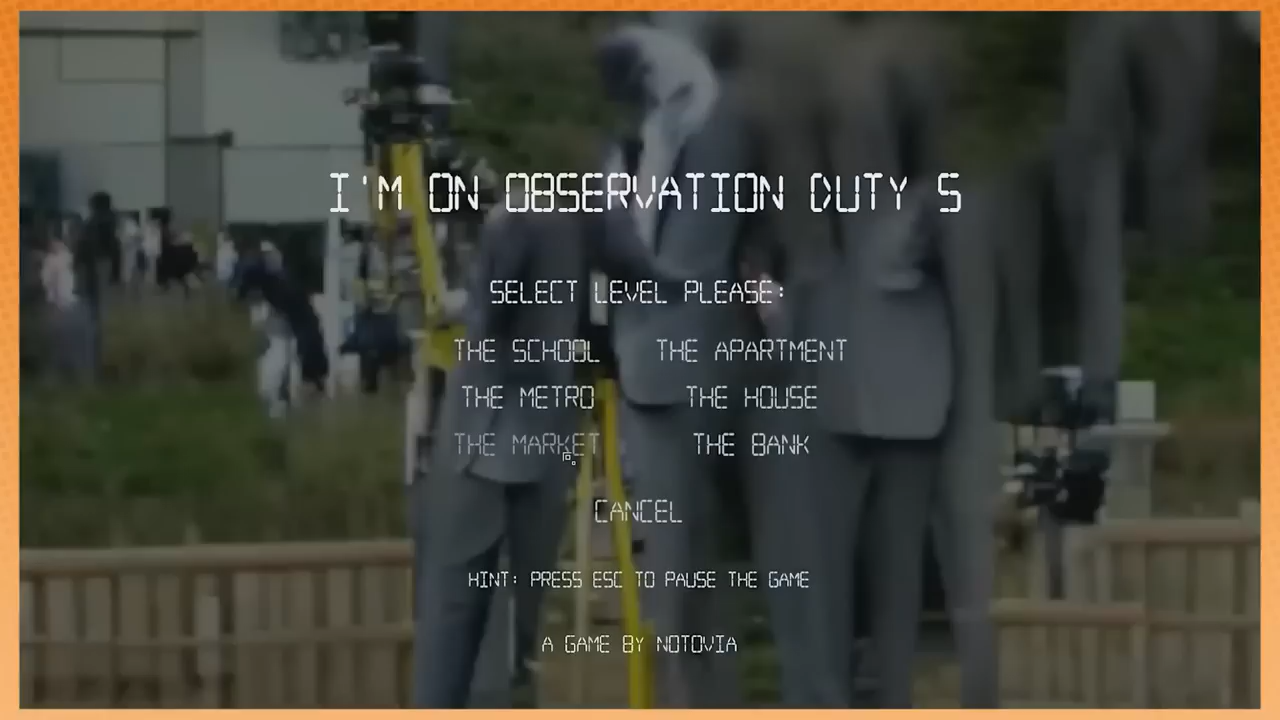 I'M ON OBSERVATION DUTY 5
SELECT LEVEL PLEASE:
THE SCHOOL THE APARTMENT
THE METRO THE HOUSE
THE MARKET THE BANK
CANCEL
HINT: PRESS ESC TO PAUSE THE GAME
A GAME BY NOTOVIA